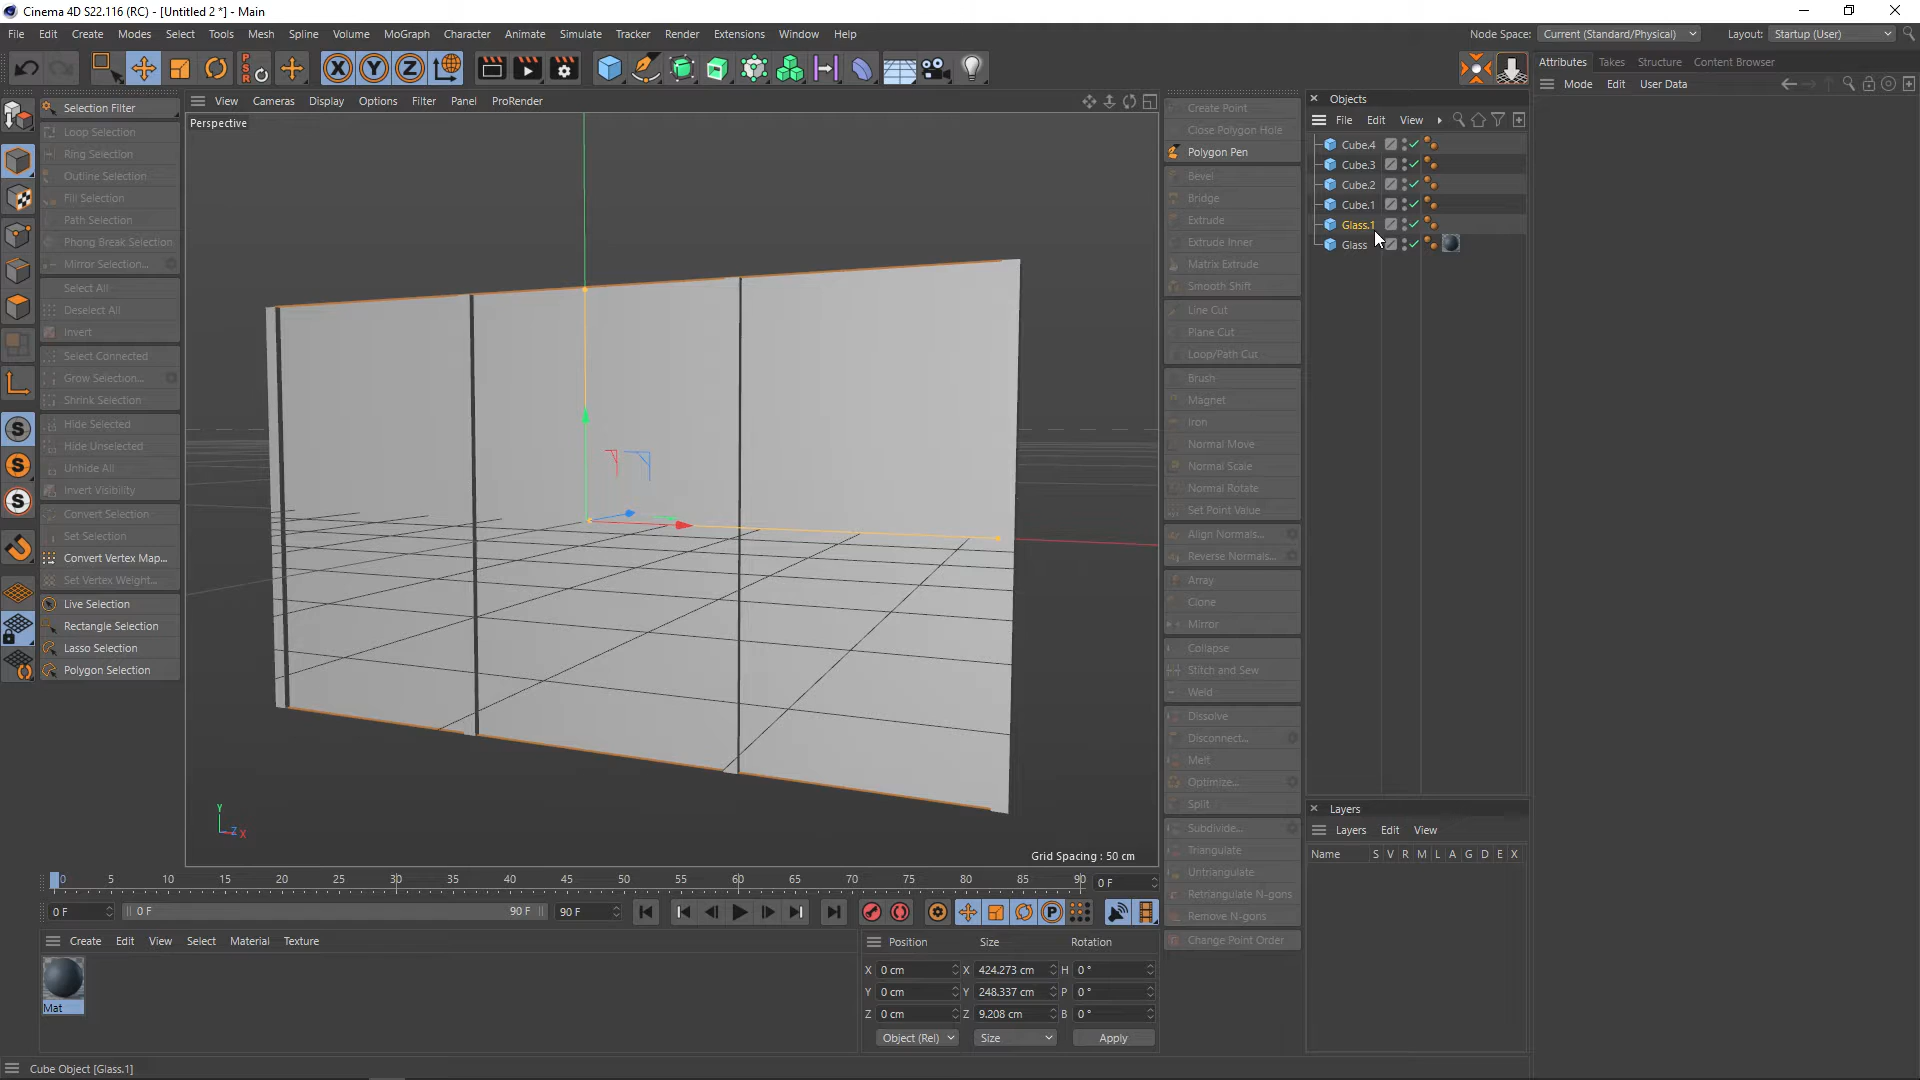 Cinema 4D S22.116 (RC) - [Untitled 2 *] - Main
File Edit Create Modes Select Tools Mesh Spline Volume MoGraph Character Animate Simulate Tracker Render Extensions Window Help
Node Space: Current (Standard/Physical) Layout: Startup (User)
P S R X Y Z
Attributes Takes Structure Content Browser
Mode Edit User Data
Selection Filter
Loop Selection
Ring Selection
Outline Selection
Fill Selection
Path Selection
Phong Break Selection
Mirror Selection...
Select All
Deselect All
Invert
Select Connected
Grow Selection...
Shrink Selection
Hide Selected
Hide Unselected
Unhide All
Invert Visibility
Convert Selection
Set Selection
Convert Vertex Map...
Set Vertex Weight...
Live Selection
Rectangle Selection
Lasso Selection
Polygon Selection
S
S
S
View Cameras Display Options Filter Panel ProRender
Perspective
Y
Z X
Grid Spacing : 50 cm
Create Point
Close Polygon Hole
Polygon Pen
Bevel
Bridge
Extrude
Extrude Inner
Matrix Extrude
Smooth Shift
Line Cut
Plane Cut
Loop/Path Cut
Brush
Magnet
Iron
Normal Move
Normal Scale
Normal Rotate
Set Point Value
Align Normals...
Reverse Normals...
Array
Clone
Mirror
Collapse
Stitch and Sew
Weld
Dissolve
Disconnect...
Melt
Optimize...
Split
Subdivide...
Triangulate
Untriangulate
Retriangulate N-gons
Remove N-gons
Change Point Order
Objects
File Edit View
Cube.4
Cube.3
Cube.2
Cube.1
Glass.1
Glass
Layers
Layers Edit View
Name S V R M L A G D E X
0 5 10 15 20 25 30 35 40 45 50 55 60 65 70 75 80 85 90 0 F
0 F 0 F 90 F 90 F P
Create Edit View Select Material Texture
Mat
Position Size Rotation
X 0 cm X 424.273 cm H 0 °
Y 0 cm Y 248.337 cm P 0 °
Z 0 cm Z 9.208 cm B 0 °
Object (Rel) Size Apply
Cube Object [Glass.1]